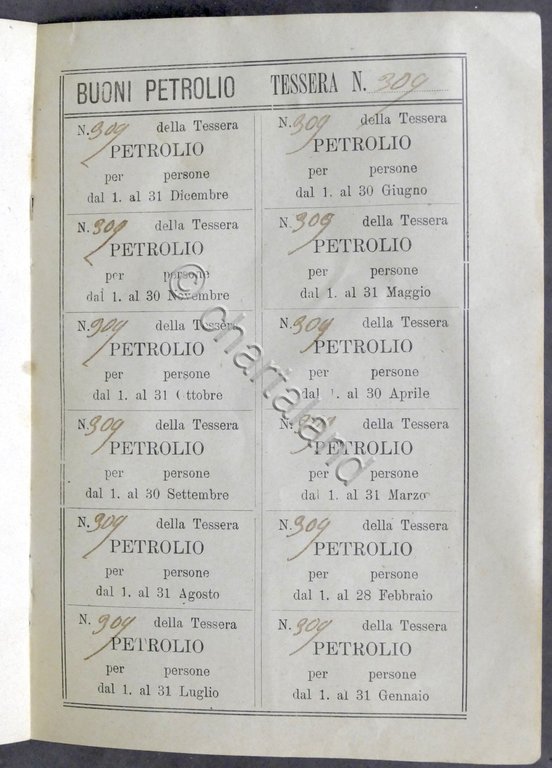 BUONI PETROLIO TESSERA N. 309
N. 309 della Tessera
PETROLIO
per persone
dal 1. al 31 Dicembre
N. 309 della Tessera
PETROLIO
per persone
dal 1. al 30 Novembre
N. 309 della Tessera
PETROLIO
per persone
dal 1. al 31 Ottobre
N. 309 della Tessera
PETROLIO
per persone
dal 1. al 30 Settembre
N. 309 della Tessera
PETROLIO
per persone
dal 1. al 31 Agosto
N. 309 della Tessera
PETROLIO
per persone
dal 1. al 31 Luglio
N. 309 della Tessera
PETROLIO
per persone
dal 1. al 30 Giugno
N. 309 della Tessera
PETROLIO
per persone
dal 1. al 31 Maggio
N. 309 della Tessera
PETROLIO
per persone
dal 1. al 30 Aprile
N. 309 della Tessera
PETROLIO
per persone
dal 1. al 31 Marzo
N. 309 della Tessera
PETROLIO
per persone
dal 1. al 28 Febbraio
N. 309 della Tessera
PETROLIO
per persone
dal 1. al 31 Gennaio
© chartaland